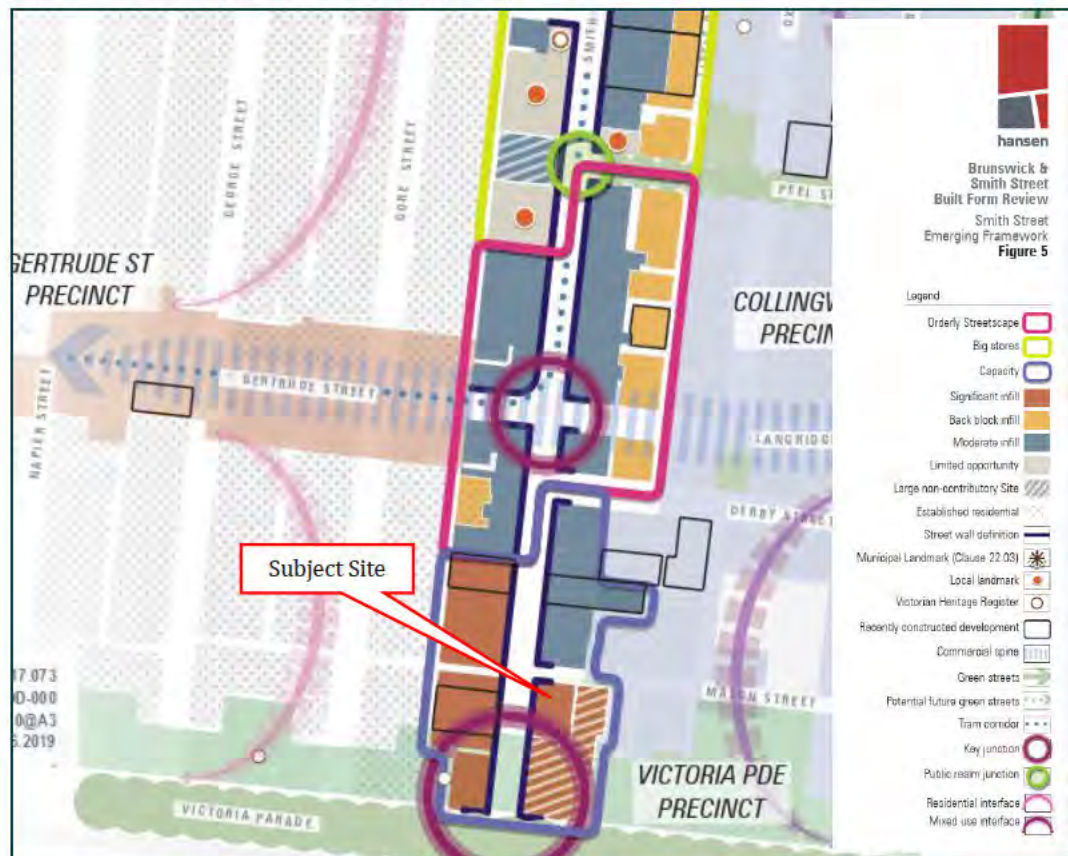 SMITH
PEEL
GEORGE STREET
GORE STREET
GERTRUDE ST
PRECINCT
COLLINGW
PRECIN
GERTRUDE STREET
NAPIER STREET
LANGRIDG
DERBY STREET
Subject Site
MASON STREET
17.073
0D-000
0@A3
6.2019
VICTORIA PDE
PRECINCT
VICTORIA PARADE
hansen
Brunswick &
Smith Street
Built Form Review
Smith Street
Emerging Framework
Figure 5
Legend
Orderly Streetscape
Big stores
Capacity
Significant infill
Back block infill
Moderate infill
Limited opportunity
Large non-contributory Site
Established residential
Street wall definition
Municipal Landmark (Clause 22.03)
Local landmark
Victorian Heritage Register
Recently constructed development
Commercial spine
Green streets
Potential future green streets
Tram corridor
Key junction
Public realm junction
Residential interface
Mixed use interface